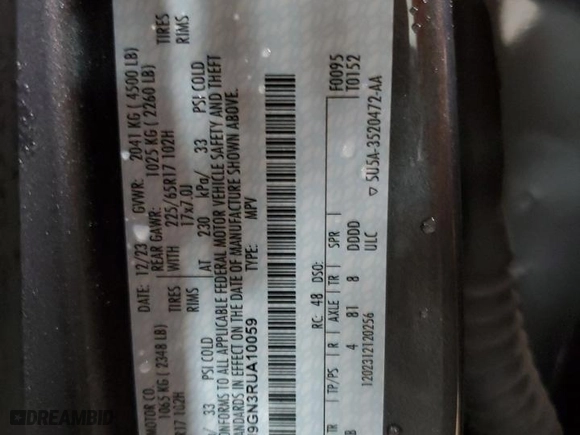 DATE: 12/23 GVWR: 2041 KG ( 4500 LB)
MOTOR CO. REAR GAWR: 1025 KG ( 2260 LB)
1065 KG ( 2348 LB) WITH 225/65R17 102H TIRES
TIRES 17x7.0J RIMS
RIMS AT 230 kPa/ 33 PSI COLD
33 PSI COLD
CONFORMS TO ALL APPLICABLE FEDERAL MOTOR VEHICLE SAFETY AND THEFT
STANDARDS IN EFFECT ON THE DATE OF MANUFACTURE SHOWN ABOVE.
9GN3RUA10059 TYPE: MPV
F0095
RC: 48 DSO: T0152
TR TP/PS R AXLE TR SPR
B 4 81 8 DDDD
1202312120256 ULC
▽ SU5A-3520472-AA
© DREAMBID